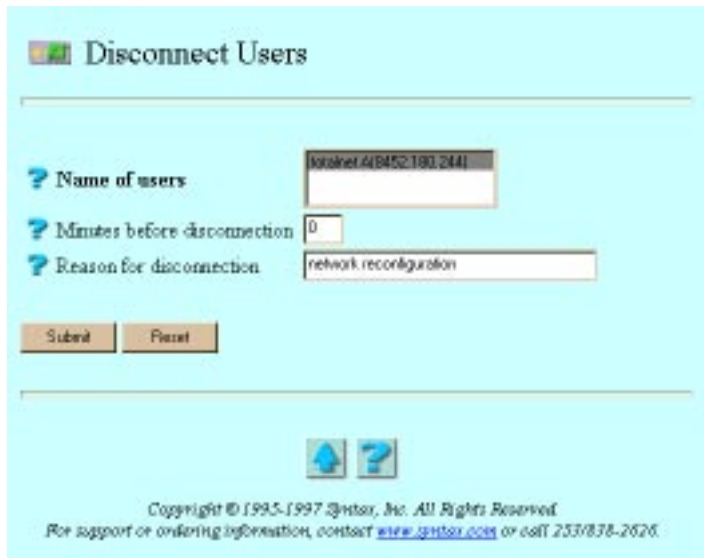 Disconnect Users
Name of users
totalnet A(8452.180.244)
Minutes before disconnection 0
Reason for disconnection network reconfiguration
Submit Reset
Copyright © 1995-1997 Syntax, Inc. All Rights Reserved.
For support or ordering information, contact www.syntax.com or call 253/838-2626.